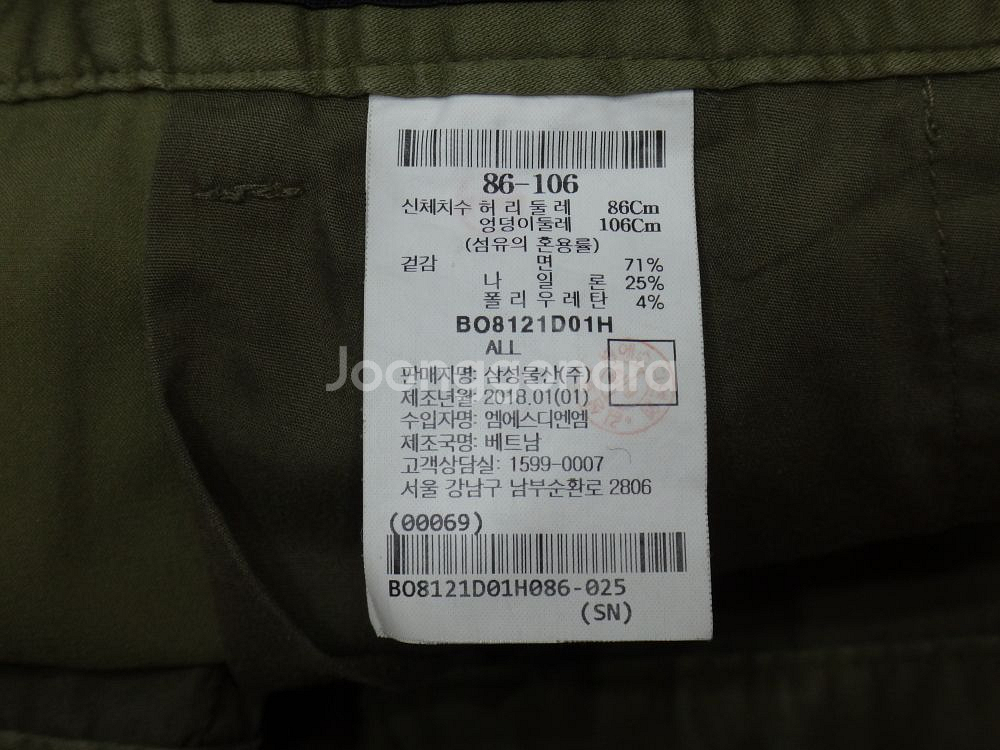 86-106
신체치수 허 리 둘 레 86Cm
엉덩이둘레 106Cm
(섬유의 혼용률)
겉감 면 71%
나 일 론 25%
폴 리 우 레 탄 4%
BO8121D01H
ALL
Joonggonara
판매자명: 삼성물산(주)
제조년월: 2018.01(01)
수입자명: 엠에스디엔엠
제조국명: 베트남
고객상담실: 1599-0007
서울 강남구 남부순환로 2806
(00069)
BO8121D01H086-025
(SN)